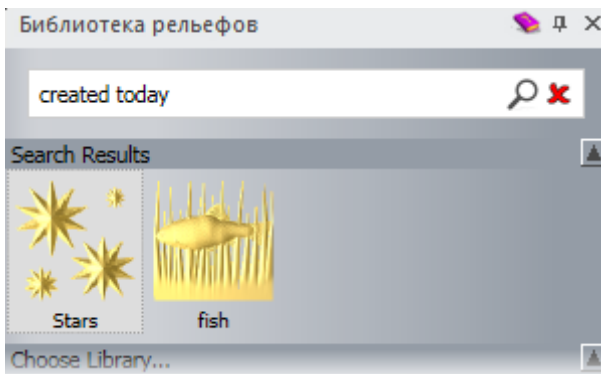 Библиотека рельефов
created today
Search Results
Stars
fish
Choose Library...